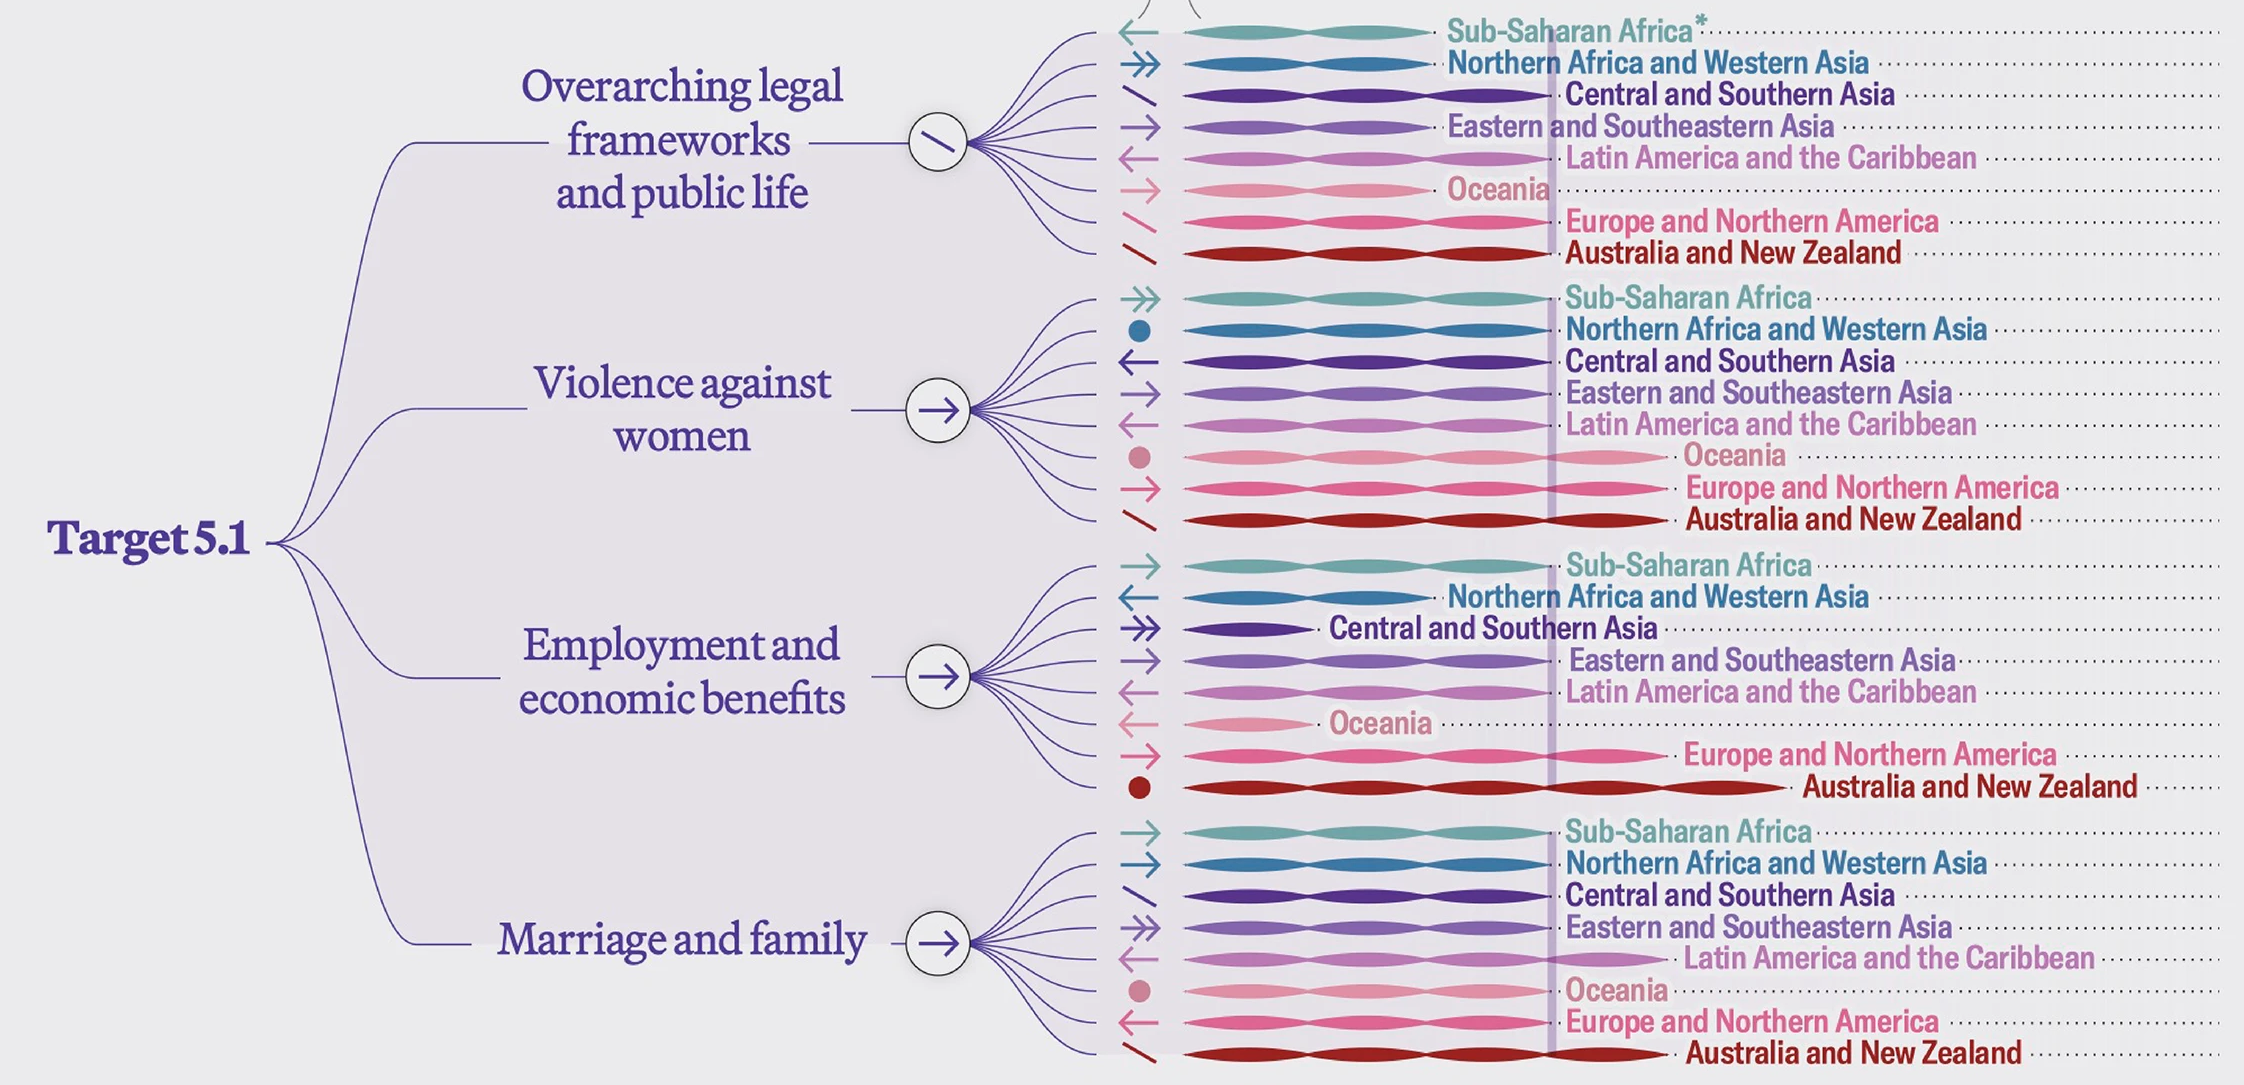 Target 5.1
Overarching legal
frameworks
and public life
Sub-Saharan Africa*
Northern Africa and Western Asia
Central and Southern Asia
Eastern and Southeastern Asia
Latin America and the Caribbean
Oceania
Europe and Northern America
Australia and New Zealand
Violence against
women
Sub-Saharan Africa
Northern Africa and Western Asia
Central and Southern Asia
Eastern and Southeastern Asia
Latin America and the Caribbean
Oceania
Europe and Northern America
Australia and New Zealand
Employment and
economic benefits
Sub-Saharan Africa
Northern Africa and Western Asia
Central and Southern Asia
Eastern and Southeastern Asia
Latin America and the Caribbean
Oceania
Europe and Northern America
Australia and New Zealand
Marriage and family
Sub-Saharan Africa
Northern Africa and Western Asia
Central and Southern Asia
Eastern and Southeastern Asia
Latin America and the Caribbean
Oceania
Europe and Northern America
Australia and New Zealand